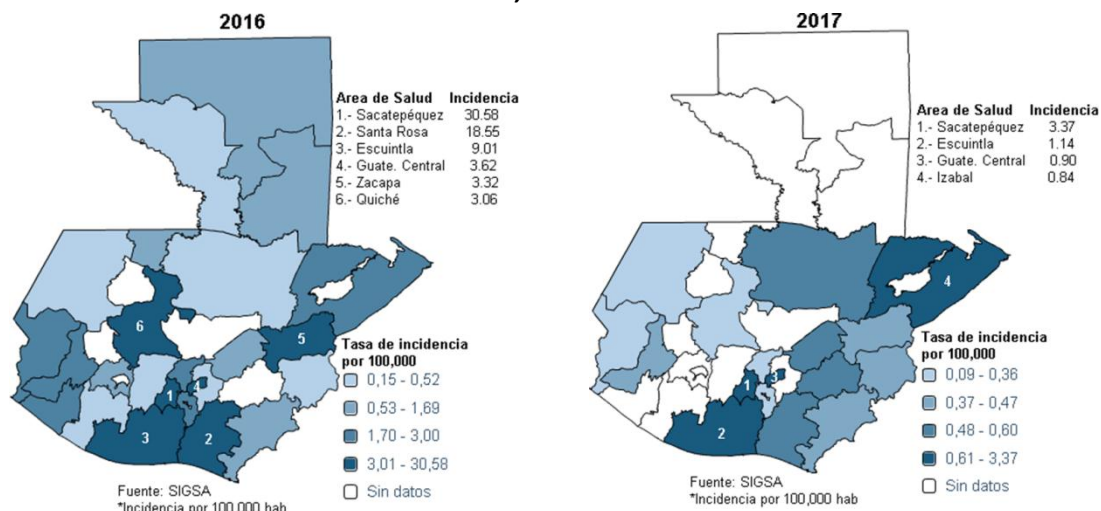 2016
Area de Salud Incidencia
1.- Sacatepéquez 30.58
2.- Santa Rosa 18.55
3.- Escuintla 9.01
4.- Guate. Central 3.62
5.- Zacapa 3.32
6.- Quiché 3.06
6
5
4
1
3
2
Tasa de incidencia
por 100,000
0,15 - 0,52
0,53 - 1,69
1,70 - 3,00
3,01 - 30,58
Sin datos
Fuente: SIGSA
*Incidencia por 100,000 hab
2017
Area de Salud Incidencia
1.- Sacatepéquez 3.37
2.- Escuintla 1.14
3.- Guate. Central 0.90
4.- Izabal 0.84
4
3
1
2
Tasa de incidencia
por 100,000
0,09 - 0,36
0,37 - 0,47
0,48 - 0,60
0,61 - 3,37
Sin datos
Fuente: SIGSA
*Incidencia por 100,000 hab